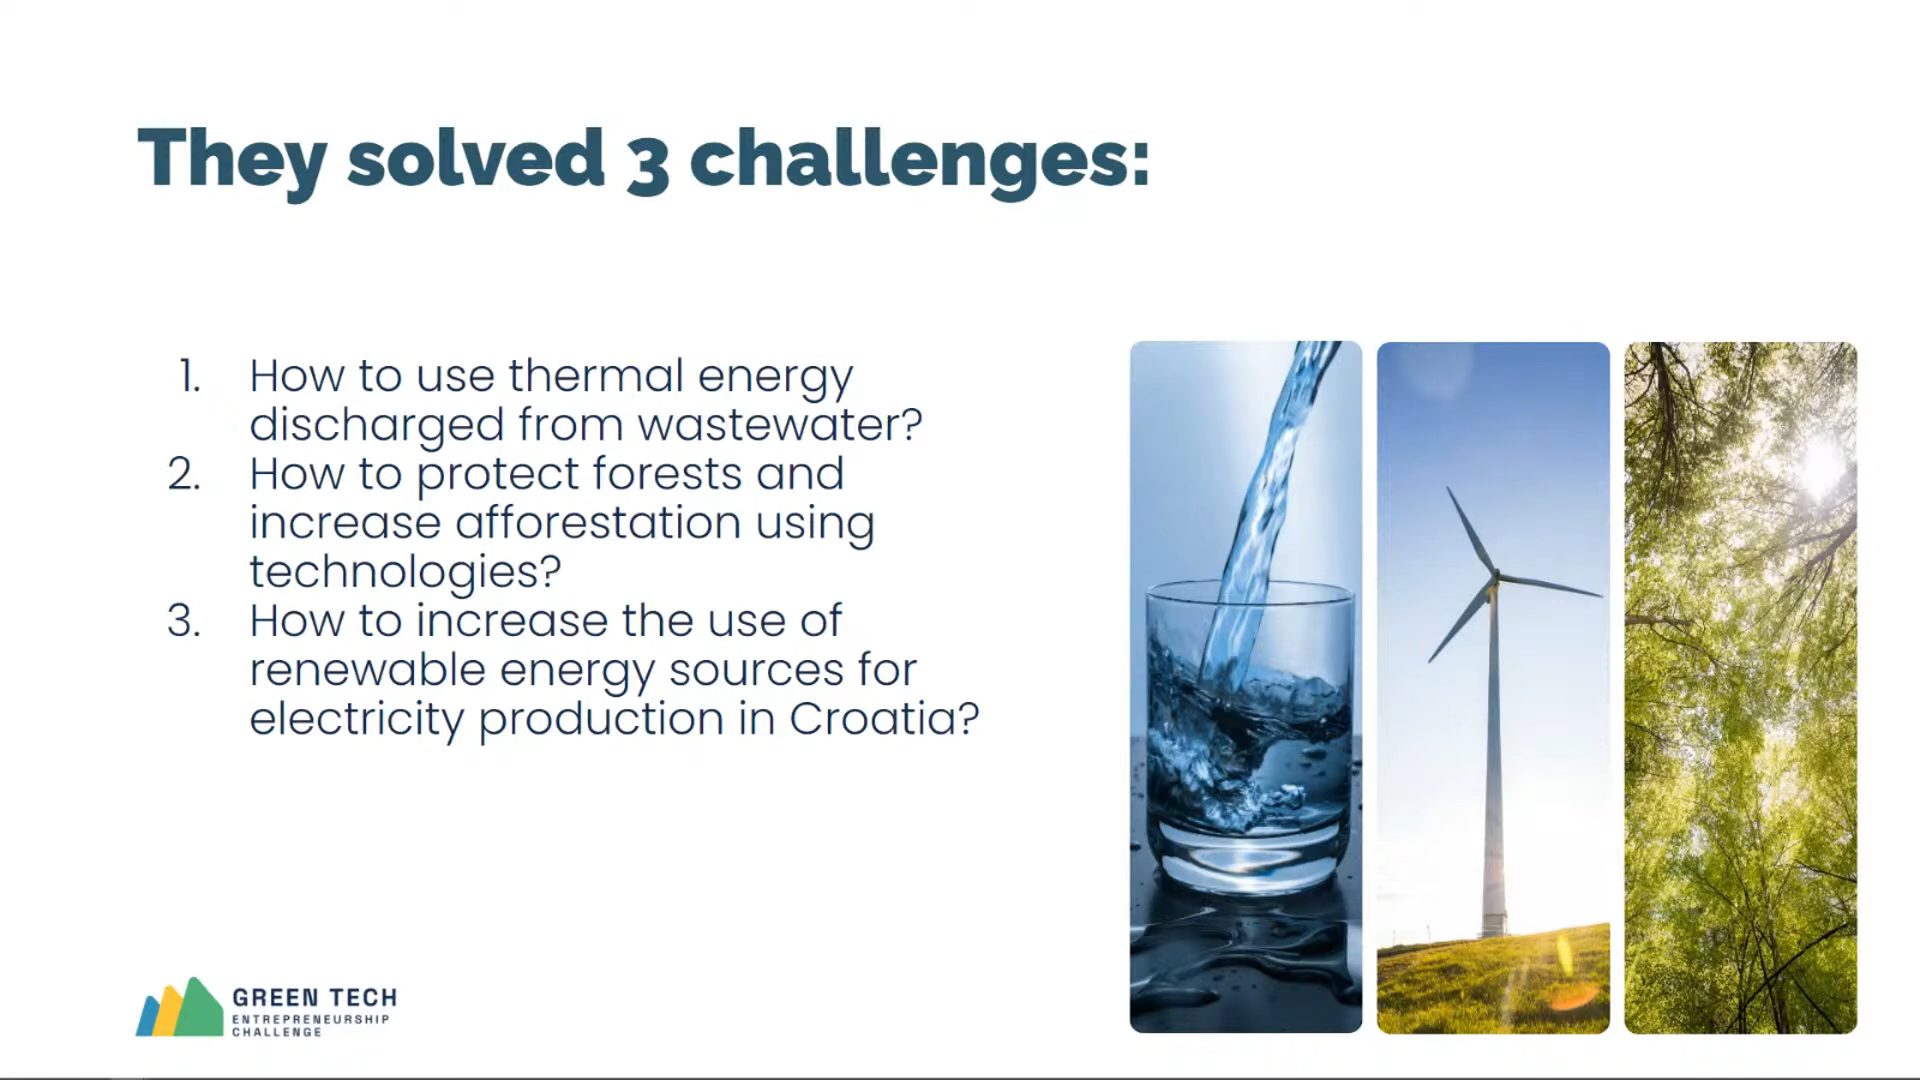 They solved 3 challenges:
1. How to use thermal energy
discharged from wastewater?
2. How to protect forests and
increase afforestation using
technologies?
3. How to increase the use of
renewable energy sources for
electricity production in Croatia?
GREEN TECH
ENTREPRENEURSHIP
CHALLENGE